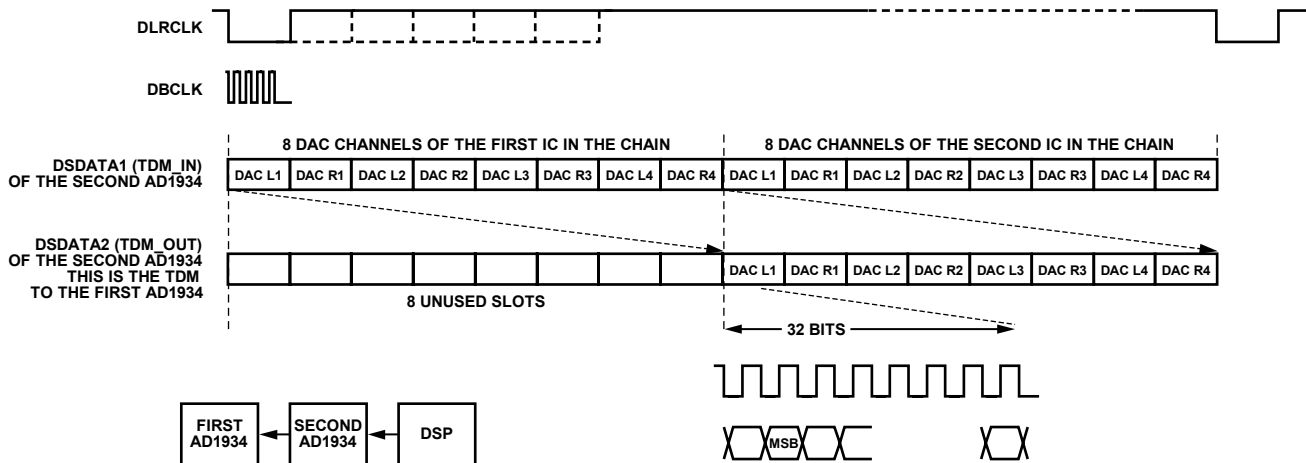 DLRCLK
DBCLK
8 DAC CHANNELS OF THE FIRST IC IN THE CHAIN
8 DAC CHANNELS OF THE SECOND IC IN THE CHAIN
DSDATA1 (TDM_IN)
OF THE SECOND AD1934
DAC L1 DAC R1 DAC L2 DAC R2 DAC L3 DAC R3 DAC L4 DAC R4 DAC L1 DAC R1 DAC L2 DAC R2 DAC L3 DAC R3 DAC L4 DAC R4
DSDATA2 (TDM_OUT)
OF THE SECOND AD1934
THIS IS THE TDM
TO THE FIRST AD1934
DAC L1 DAC R1 DAC L2 DAC R2 DAC L3 DAC R3 DAC L4 DAC R4
8 UNUSED SLOTS
32 BITS
FIRST
AD1934
SECOND
AD1934
DSP
MSB